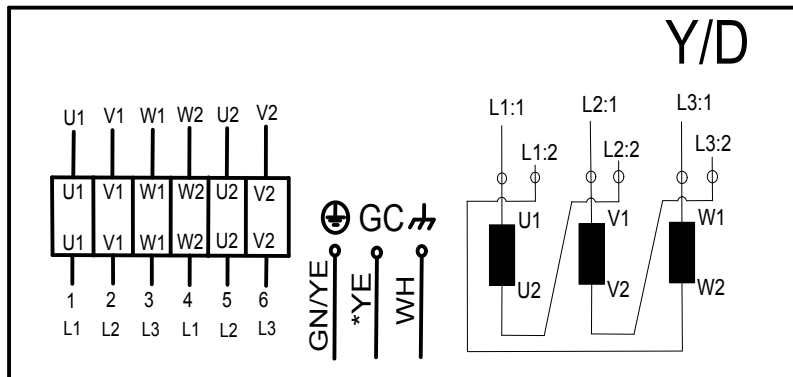 Y/D
U1 V1 W1 W2 U2 V2
U1 V1 W1 W2 U2 V2
U1 V1 W1 W2 U2 V2
1 2 3 4 5 6
L1 L2 L3 L1 L2 L3
GC
GN/YE
*YE
WH
L1:1 L2:1 L3:1
L1:2 L2:2 L3:2
U1 V1 W1
U2 V2 W2